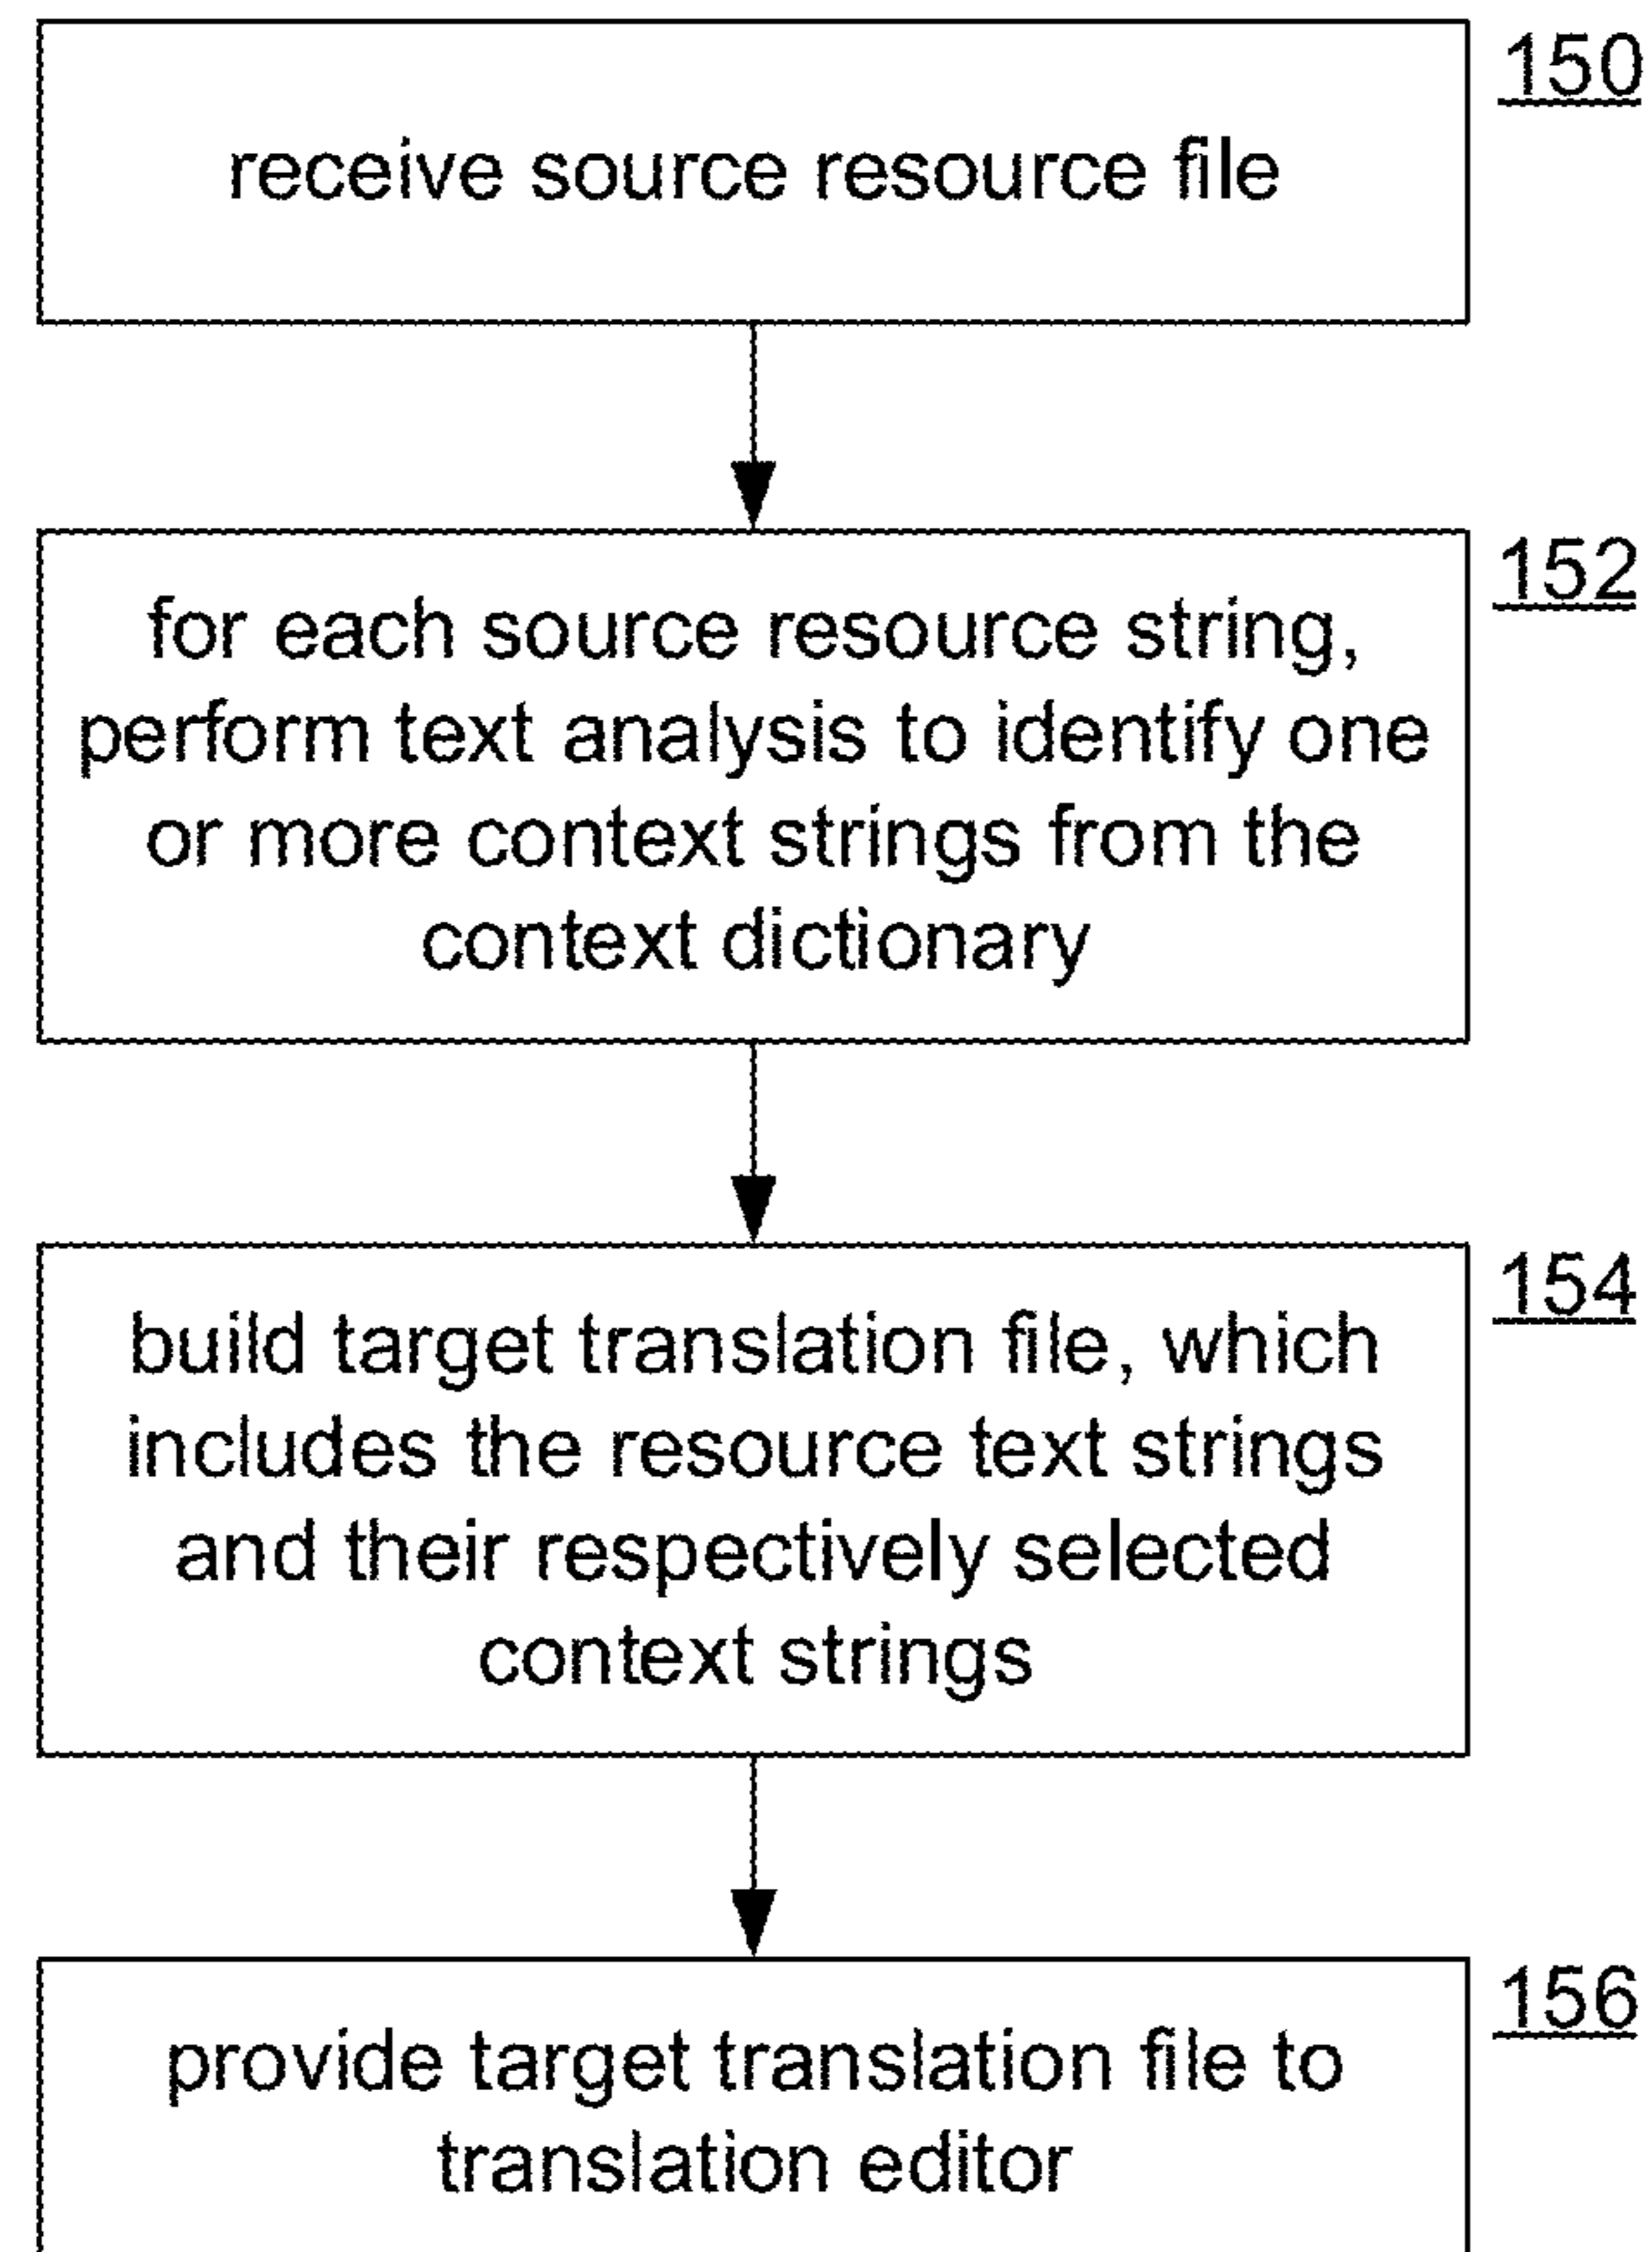 150
receive source resource file
152
for each source resource string,
perform text analysis to identify one
or more context strings from the
context dictionary
154
build target translation file, which
includes the resource text strings
and their respectively selected
context strings
156
provide target translation file to
translation editor